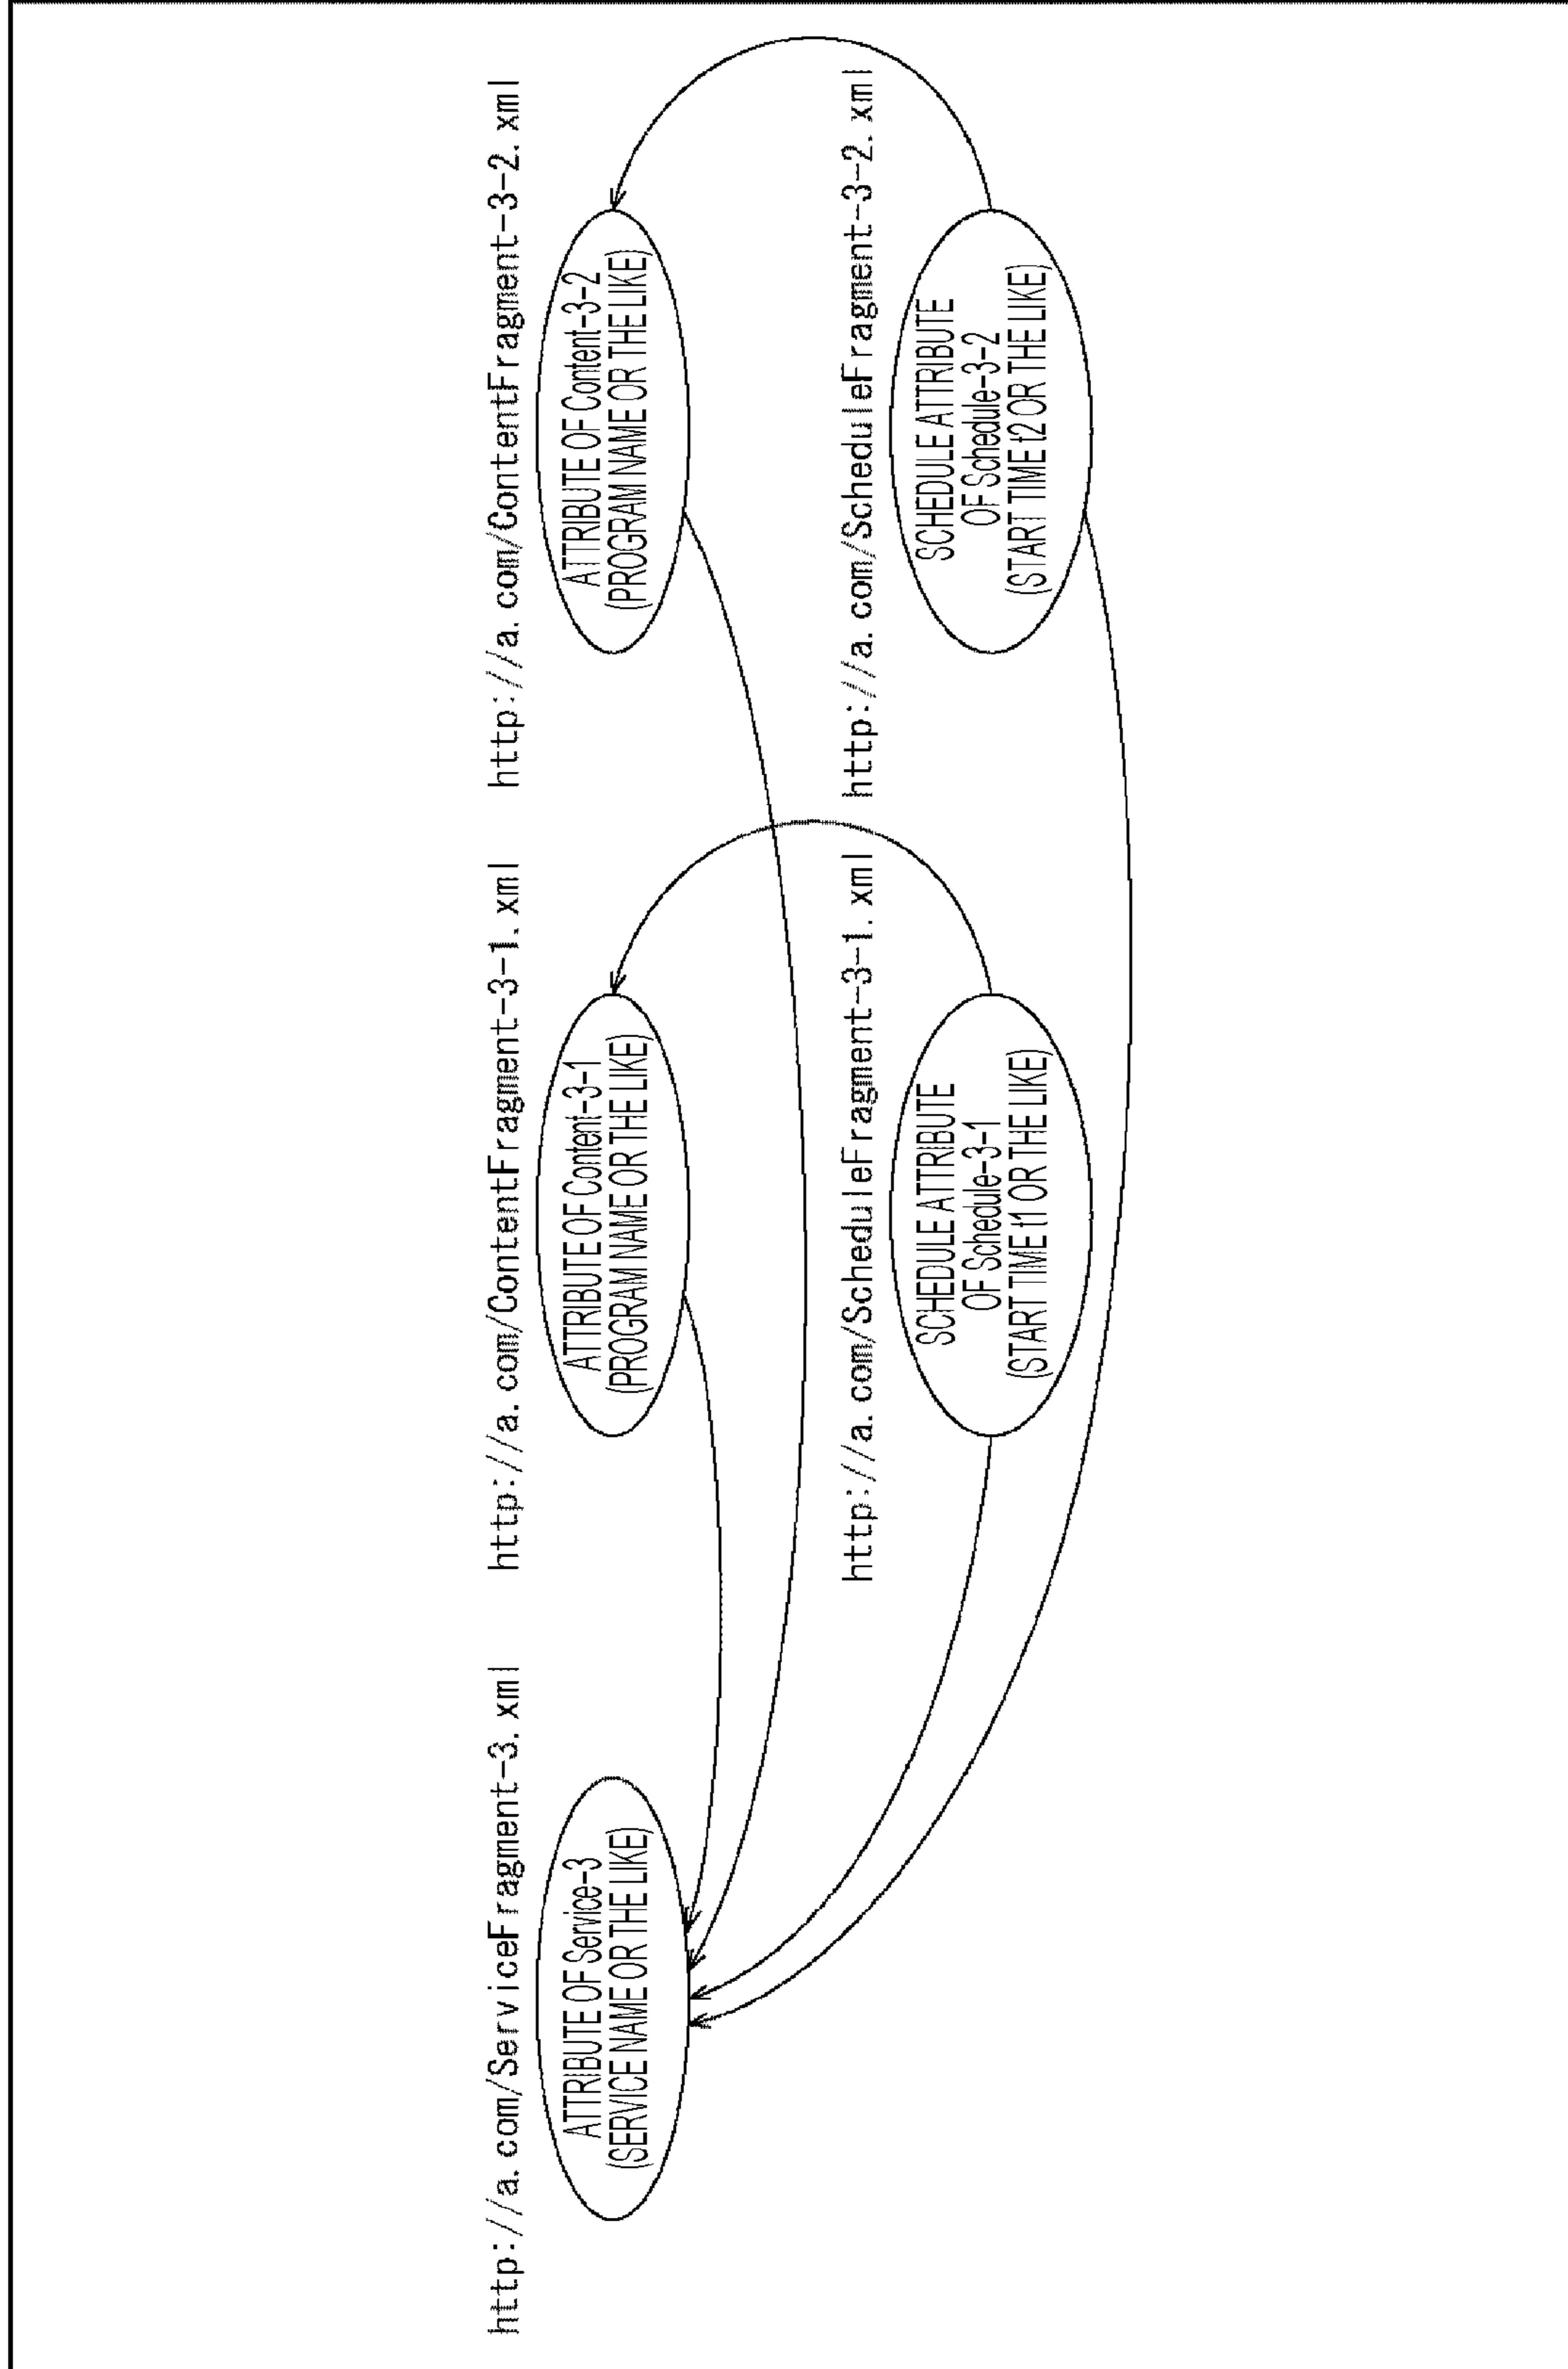 http://a.com/ServiceFragment-3.xml
ATTRIBUTE OF Service-3
(SERVICE NAME OR THE LIKE)
http://a.com/ContentFragment-3-1.xml
ATTRIBUTE OF Content-3-1
(PROGRAM NAME OR THE LIKE)
http://a.com/ContentFragment-3-2.xml
ATTRIBUTE OF Content-3-2
(PROGRAM NAME OR THE LIKE)
http://a.com/ScheduleFragment-3-1.xml
SCHEDULE ATTRIBUTE
OF Schedule-3-1
(START TIME t1 OR THE LIKE)
http://a.com/ScheduleFragment-3-2.xml
SCHEDULE ATTRIBUTE
OF Schedule-3-2
(START TIME t2 OR THE LIKE)